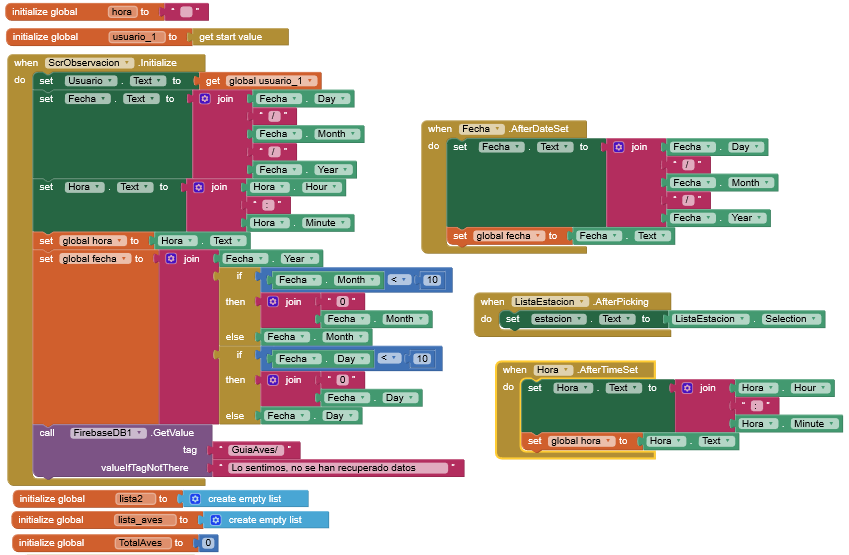 initialize global hora to " "
initialize global usuario_1 to get start value
when ScrObservacion .Initialize
do set Usuario . Text to get global usuario_1
set Fecha . Text to join Fecha . Day
" / "
Fecha . Month
" / "
Fecha . Year
set Hora . Text to join Hora . Hour
" : "
Hora . Minute
set global hora to Hora . Text
set global fecha to join Fecha . Year
if Fecha . Month < 10
then join " 0 "
Fecha . Month
else Fecha . Month
if Fecha . Day < 10
then join " 0 "
Fecha . Day
else Fecha . Day
call FirebaseDB1 .GetValue
tag " GuiaAves/ "
valueIfTagNotThere " Lo sentimos, no se han recuperado datos "
initialize global lista2 to create empty list
initialize global lista_aves to create empty list
initialize global TotalAves to 0
when Fecha .AfterDateSet
do set Fecha . Text to join Fecha . Day
" / "
Fecha . Month
" / "
Fecha . Year
set global fecha to Fecha . Text
when ListaEstacion .AfterPicking
do set estacion . Text to ListaEstacion . Selection
when Hora .AfterTimeSet
do set Hora . Text to join Hora . Hour
" : "
Hora . Minute
set global hora to Hora . Text